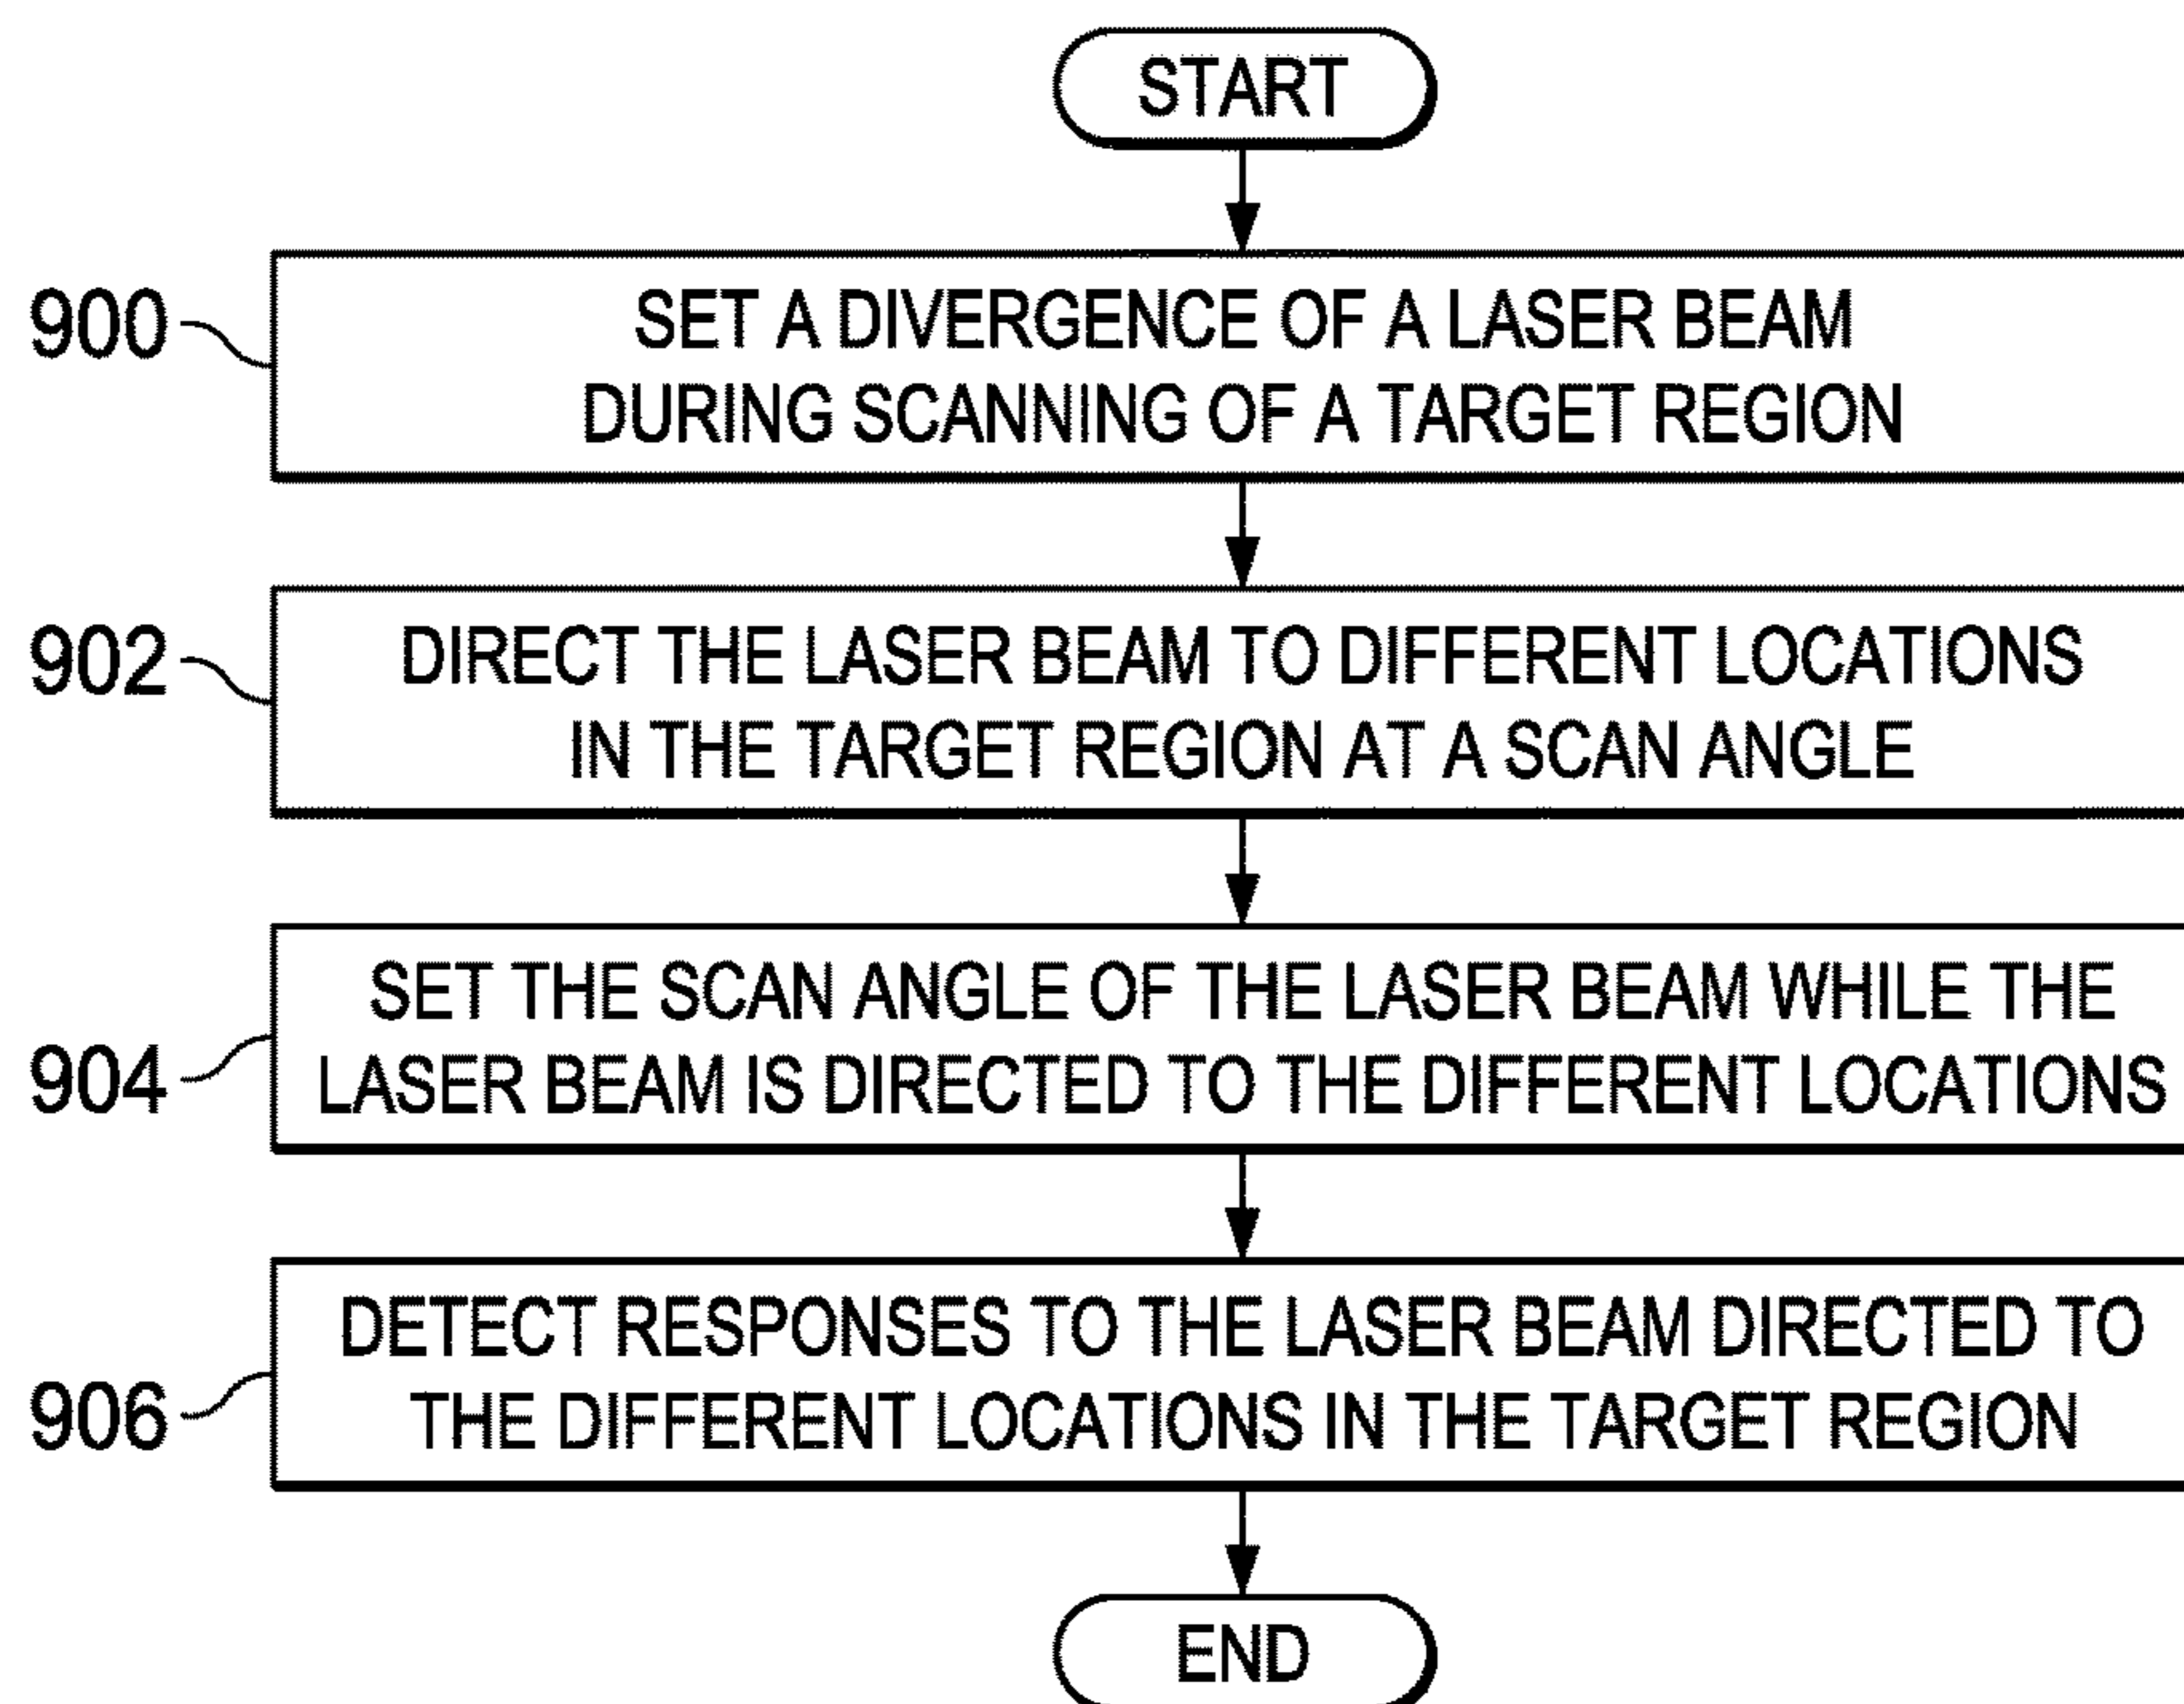 START
900
SET A DIVERGENCE OF A LASER BEAM
DURING SCANNING OF A TARGET REGION
902
DIRECT THE LASER BEAM TO DIFFERENT LOCATIONS
IN THE TARGET REGION AT A SCAN ANGLE
904
SET THE SCAN ANGLE OF THE LASER BEAM WHILE THE
LASER BEAM IS DIRECTED TO THE DIFFERENT LOCATIONS
906
DETECT RESPONSES TO THE LASER BEAM DIRECTED TO
THE DIFFERENT LOCATIONS IN THE TARGET REGION
END